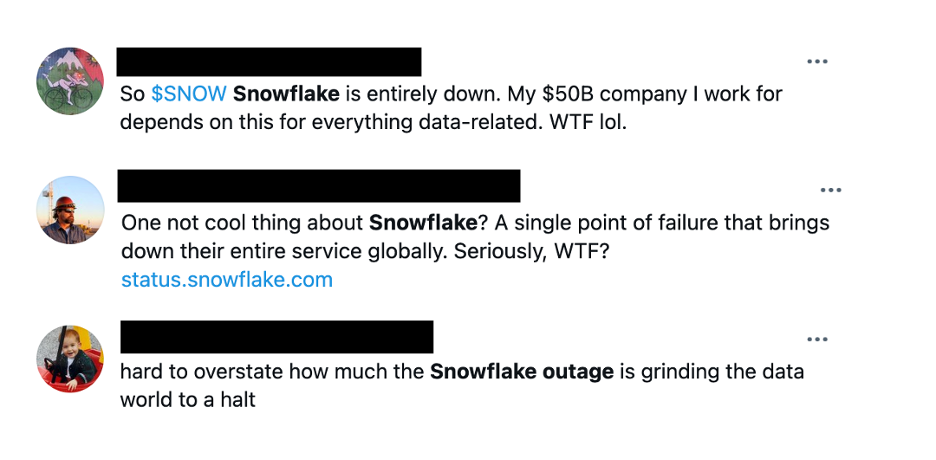 So $SNOW Snowflake is entirely down. My $50B company I work for
depends on this for everything data-related. WTF lol.
One not cool thing about Snowflake? A single point of failure that brings
down their entire service globally. Seriously, WTF?
status.snowflake.com
hard to overstate how much the Snowflake outage is grinding the data
world to a halt